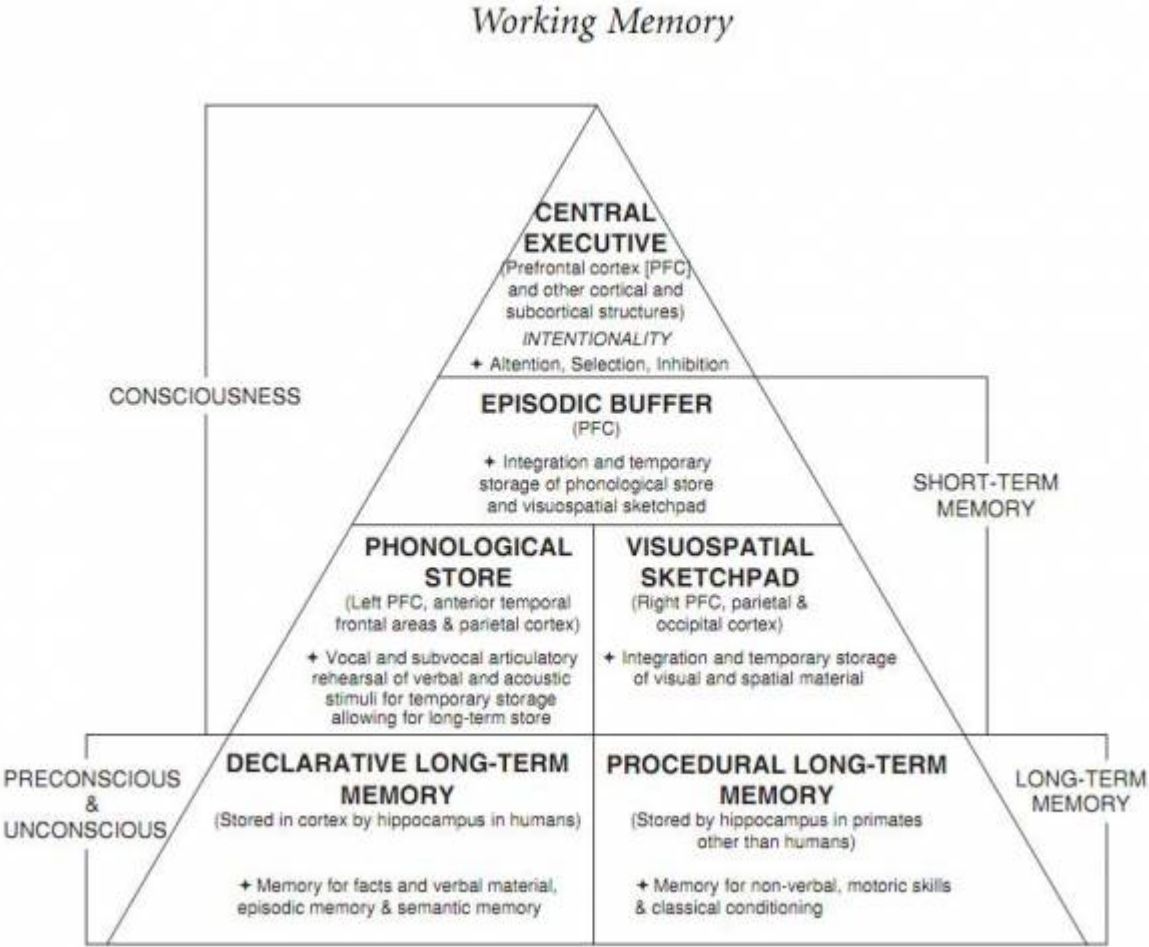 Working Memory
CENTRAL
EXECUTIVE
(Prefrontal cortex [PFC]
and other cortical and
subcortical structures)
INTENTIONALITY
✦ Altention, Selection, Inhibition
CONSCIOUSNESS
EPISODIC BUFFER
(PFC)
✦ Integration and temporary
storage of phonological store
and visuospatial sketchpad
SHORT-TERM
MEMORY
PHONOLOGICAL
STORE
(Left PFC, anterior temporal
frontal areas & parietal cortex)
✦ Vocal and subvocal articulatory
rehearsal of verbal and acoustic
stimuli for temporary storage
allowing for long-term store
VISUOSPATIAL
SKETCHPAD
(Right PFC, parietal &
occipital cortex)
✦ Integration and temporary storage
of visual and spatial material
PRECONSCIOUS
&
UNCONSCIOUS
DECLARATIVE LONG-TERM
MEMORY
(Stored in cortex by hippocampus in humans)
✦ Memory for facts and verbal material,
episodic memory & semantic memory
PROCEDURAL LONG-TERM
MEMORY
(Stored by hippocampus in primates
other than humans)
✦ Memory for non-verbal, motoric skills
& classical conditioning
LONG-TERM
MEMORY